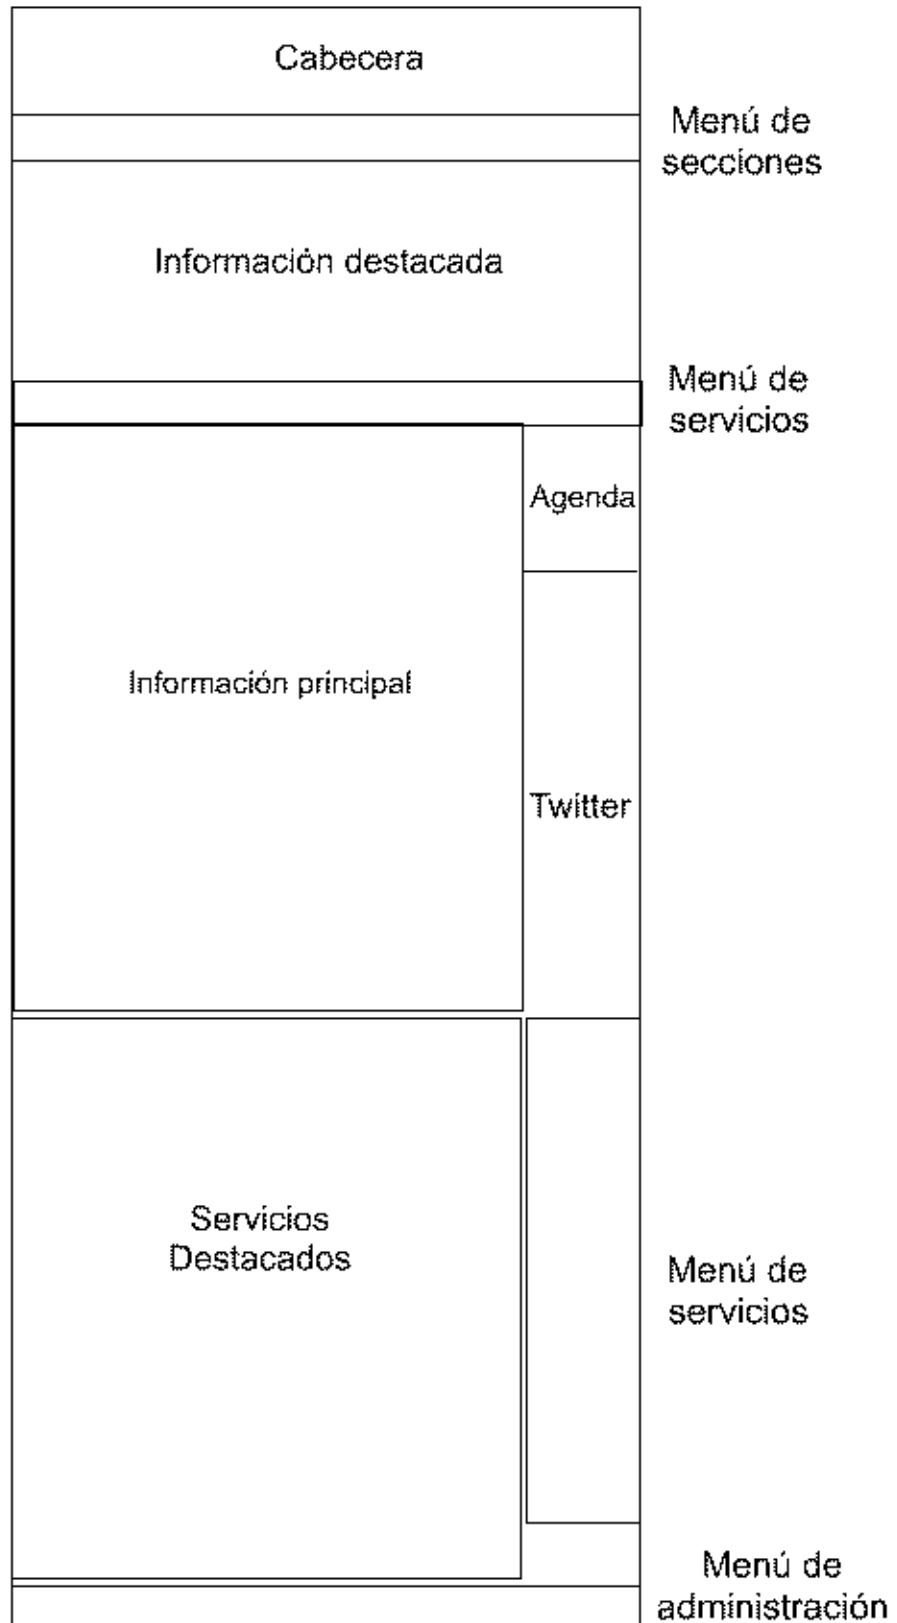 Cabecera
Menú de
secciones
Información destacada
Menú de
servicios
Agenda
Información principal
Twitter
Servicios
Destacados
Menú de
servicios
Menú de
administración